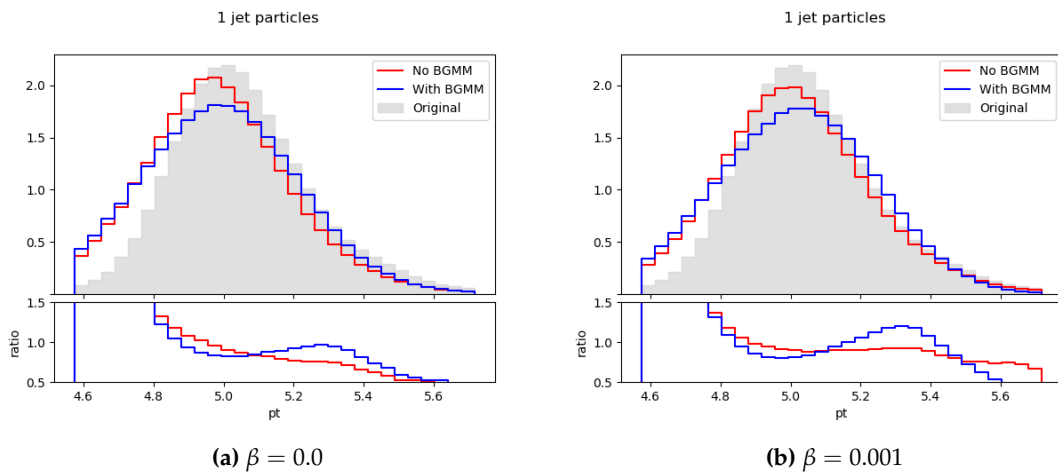 1 jet particles
2.0
1.5
1.0
0.5
No BGMM
With BGMM
Original
1.5
1.0
0.5
ratio
4.6 4.8 5.0 5.2 5.4 5.6
pt
(a) β = 0.0
1 jet particles
2.0
1.5
1.0
0.5
No BGMM
With BGMM
Original
1.5
1.0
0.5
ratio
4.6 4.8 5.0 5.2 5.4 5.6
pt
(b) β = 0.001